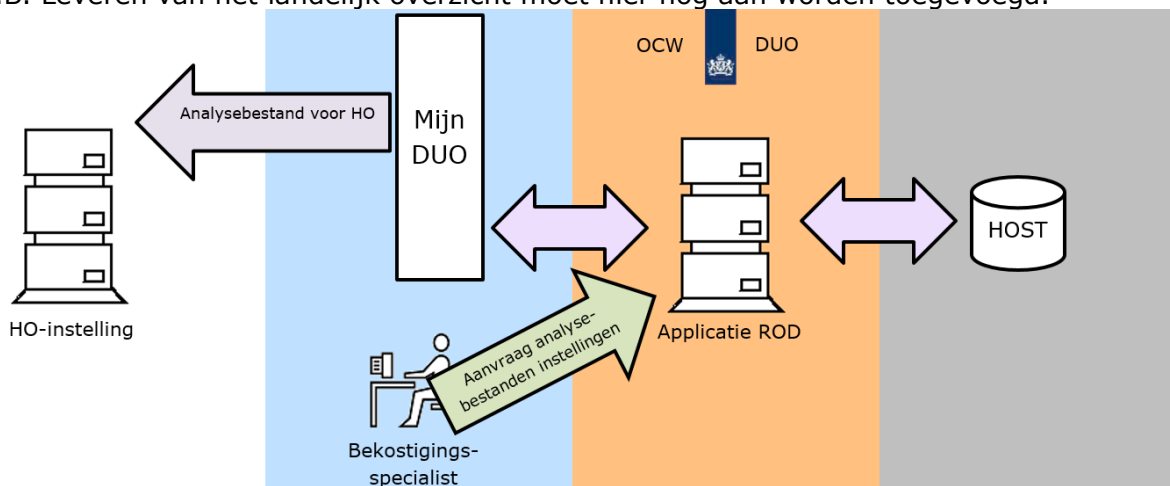 Leveren van het landelijk overzicht moet hier nog aan worden toegevoegd.
OCW
DUO
Analysebestand voor HO
Mijn
DUO
HOST
HO-instelling
Applicatie ROD
Aanvraag analyse-
bestanden instellingen
Bekostigings-
specialist